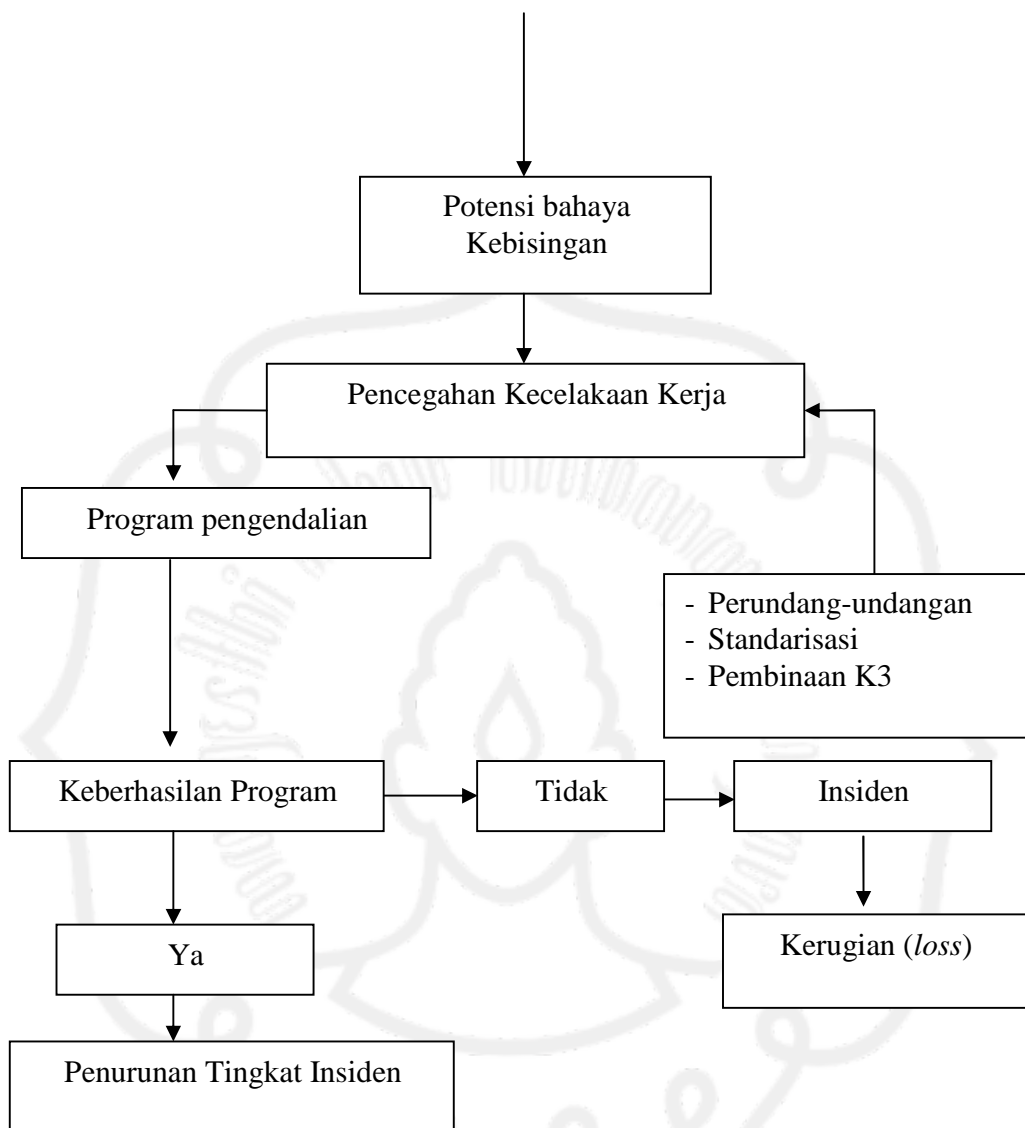 Potensi bahaya
Kebisingan
Pencegahan Kecelakaan Kerja
Program pengendalian
- Perundang-undangan
- Standarisasi
- Pembinaan K3
Keberhasilan Program
Tidak
Insiden
Ya
Kerugian (loss)
Penurunan Tingkat Insiden